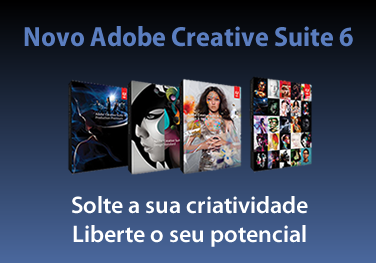 Novo Adobe Creative Suite 6
Solte a sua criatividade
Liberte o seu potencial